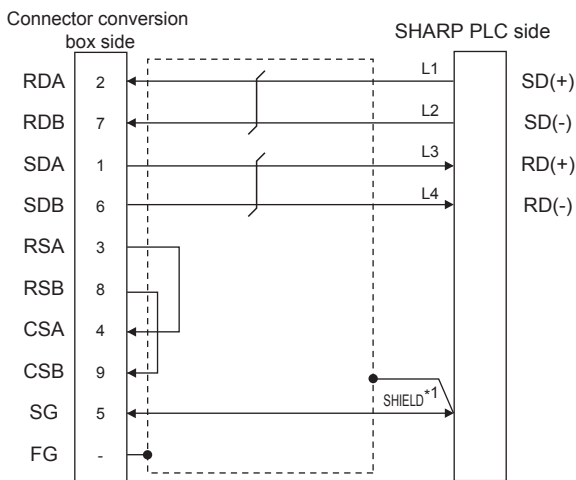 Connector conversion
box side
SHARP PLC side
RDA 2 L1 SD(+)
RDB 7 L2 SD(-)
SDA 1 L3 RD(+)
SDB 6 L4 RD(-)
RSA 3
RSB 8
CSA 4
CSB 9
SHIELD*1
SG 5
FG -